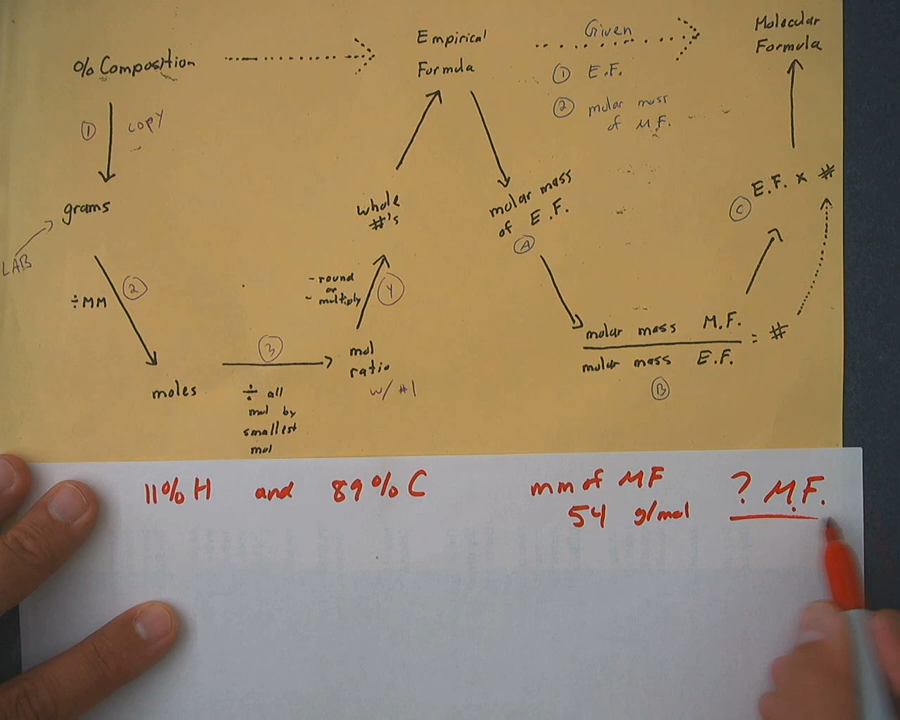 % Composition
Empirical
Formula
Given
① E.F.
② molar mass
of M.F.
Molecular
Formula
① copy
grams
LAB
÷MM ②
moles
③
÷ all
mol by
smallest
mol
mol
ratio
w/ #1
- round
or
- multiply
④
whole
#'s
molar mass
of E.F.
Ⓐ
molar mass M.F.
molar mass E.F.
= #
Ⓑ
Ⓒ E.F. x #
11% H and 89% C
mm of MF
54 g/mol
? M.F.